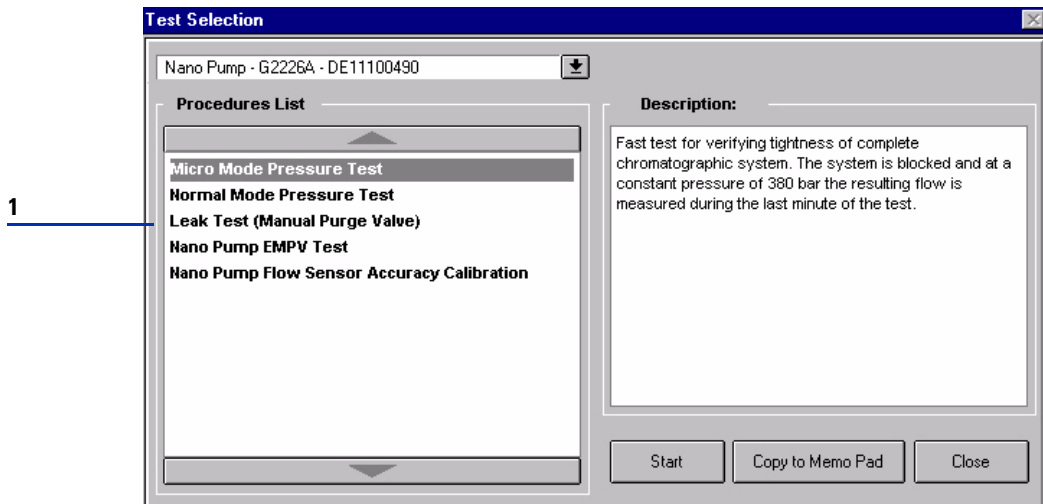 Test Selection
Nano Pump - G2226A - DE11100490
Procedures List
Micro Mode Pressure Test
Normal Mode Pressure Test
Leak Test (Manual Purge Valve)
Nano Pump EMPV Test
Nano Pump Flow Sensor Accuracy Calibration
1
Description:
Fast test for verifying tightness of complete
chromatographic system. The system is blocked and at a
constant pressure of 380 bar the resulting flow is
measured during the last minute of the test.
Start
Copy to Memo Pad
Close